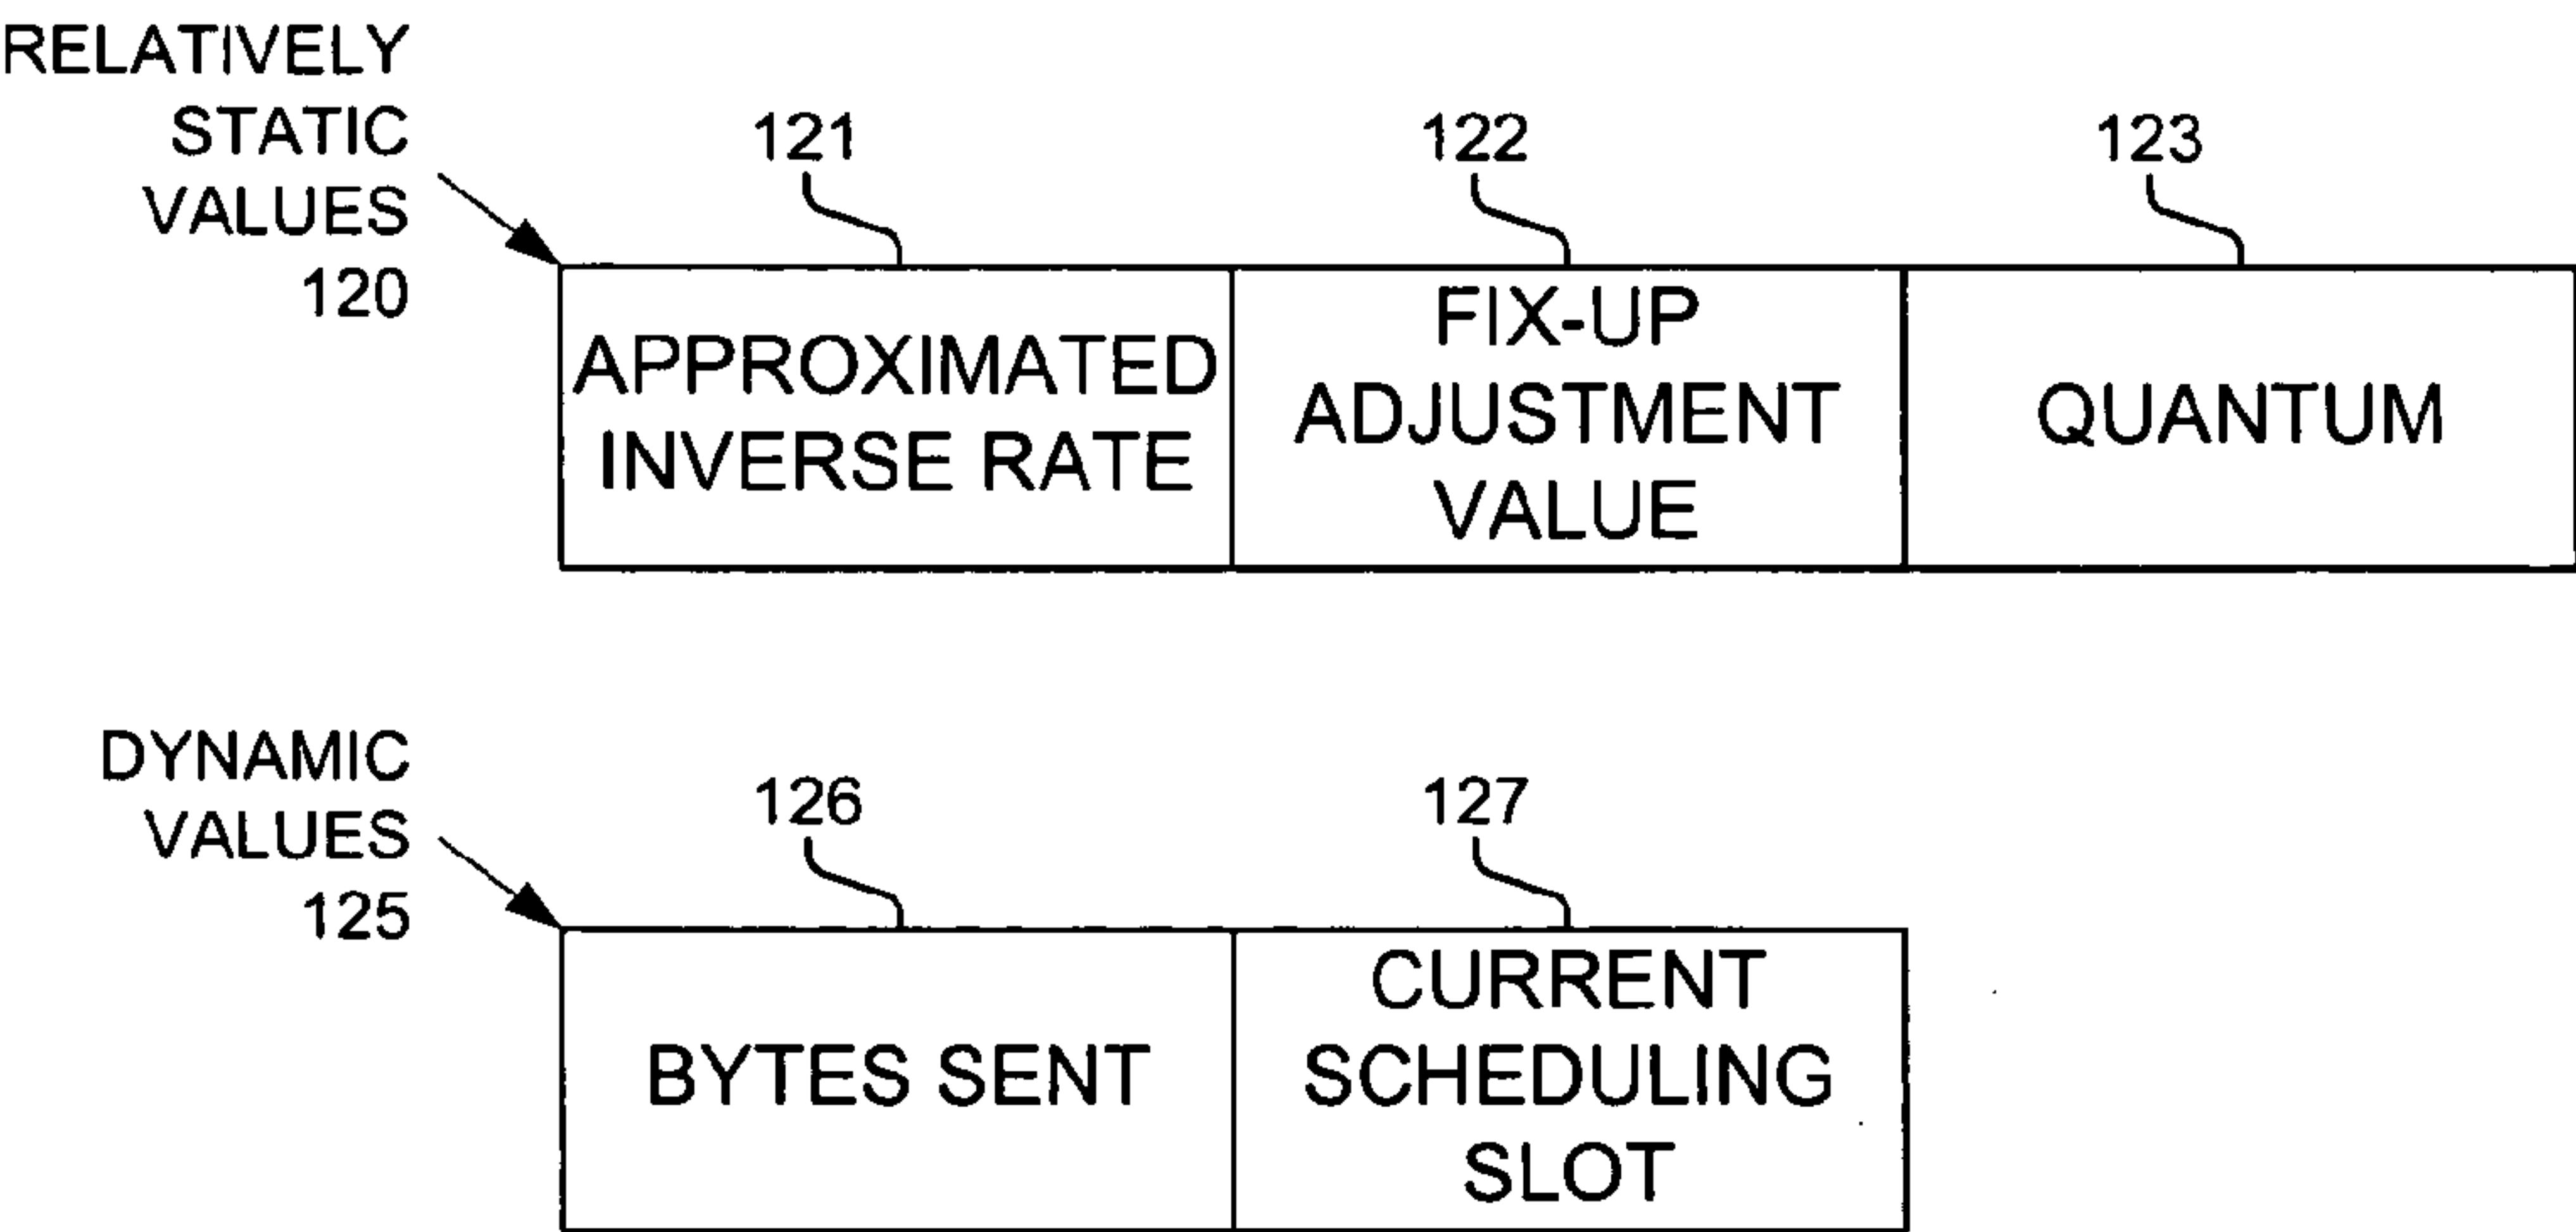 RELATIVELY
STATIC
VALUES
120
121
122
123
APPROXIMATED
INVERSE RATE
FIX-UP
ADJUSTMENT
VALUE
QUANTUM
DYNAMIC
VALUES
125
126
127
BYTES SENT
CURRENT
SCHEDULING
SLOT